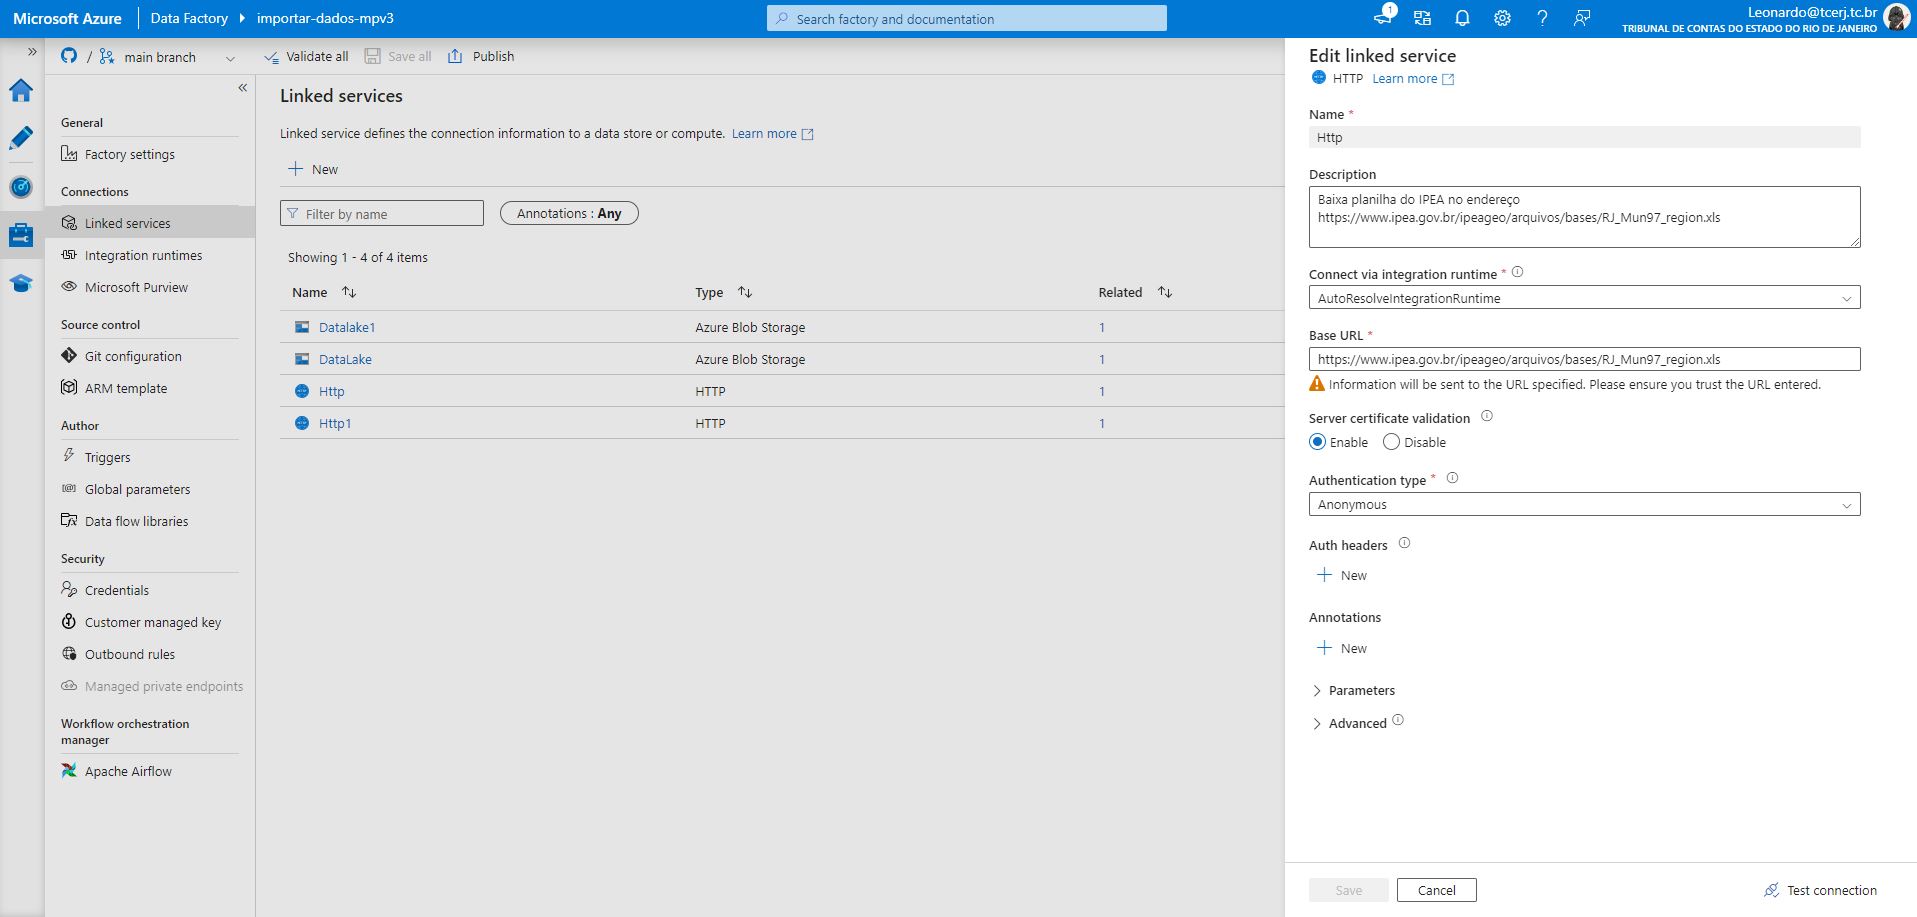 Microsoft Azure
Data Factory
importar-dados-mpv3
Search factory and documentation
1
Leonardo@tcerj.tc.br
TRIBUNAL DE CONTAS DO ESTADO DO RIO DE JANEIRO
/ main branch
Validate all
Save all
Publish
General
Factory settings
Connections
Linked services
Integration runtimes
Microsoft Purview
Source control
Git configuration
ARM template
Author
Triggers
Global parameters
Data flow libraries
Security
Credentials
Customer managed key
Outbound rules
Managed private endpoints
Workflow orchestration
manager
Apache Airflow
Linked services
Linked service defines the connection information to a data store or compute. Learn more
New
Filter by name
Annotations : Any
Showing 1 - 4 of 4 items
Name Type Related
Datalake1 Azure Blob Storage 1
DataLake Azure Blob Storage 1
Http HTTP 1
Http1 HTTP 1
Edit linked service
HTTP Learn more
Name *
Http
Description
Baixa planilha do IPEA no endereço
https://www.ipea.gov.br/ipeageo/arquivos/bases/RJ_Mun97_region.xls
Connect via integration runtime *
AutoResolveIntegrationRuntime
Base URL *
https://www.ipea.gov.br/ipeageo/arquivos/bases/RJ_Mun97_region.xls
Information will be sent to the URL specified. Please ensure you trust the URL entered.
Server certificate validation
Enable Disable
Authentication type *
Anonymous
Auth headers
New
Annotations
New
Parameters
Advanced
Save Cancel Test connection